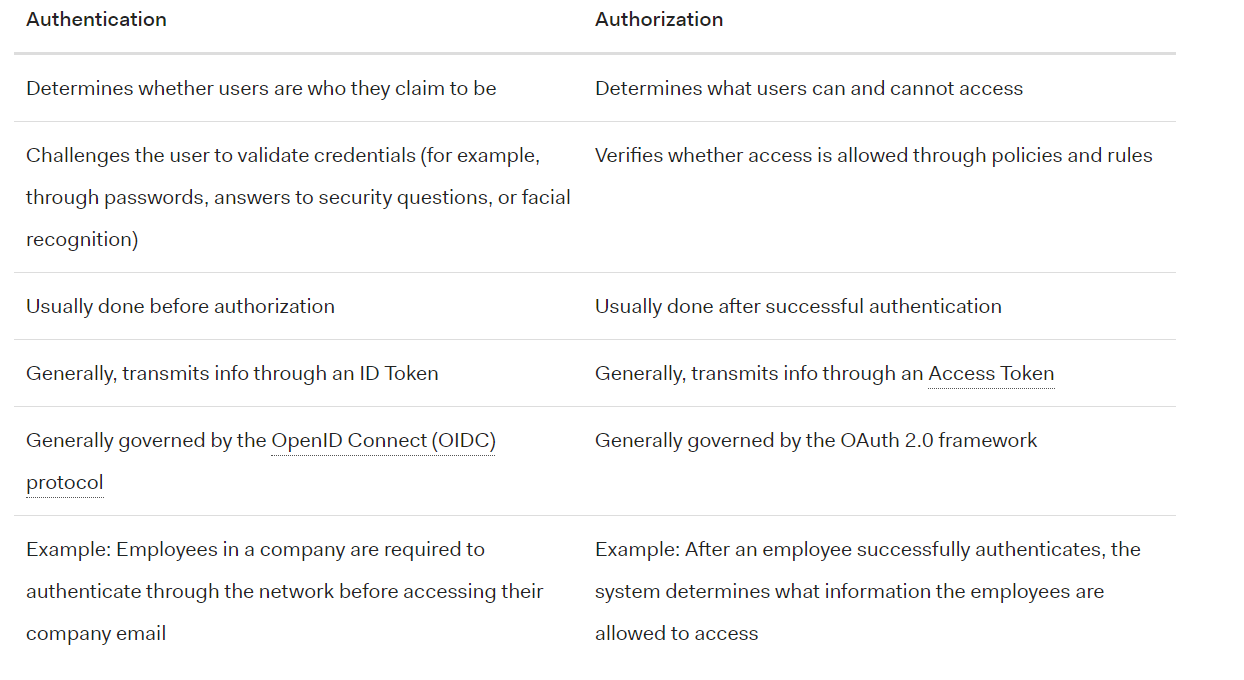 Authentication
Authorization
Determines whether users are who they claim to be
Determines what users can and cannot access
Challenges the user to validate credentials (for example,
through passwords, answers to security questions, or facial
recognition)
Verifies whether access is allowed through policies and rules
Usually done before authorization
Usually done after successful authentication
Generally, transmits info through an ID Token
Generally, transmits info through an Access Token
Generally governed by the OpenID Connect (OIDC)
protocol
Generally governed by the OAuth 2.0 framework
Example: Employees in a company are required to
authenticate through the network before accessing their
company email
Example: After an employee successfully authenticates, the
system determines what information the employees are
allowed to access